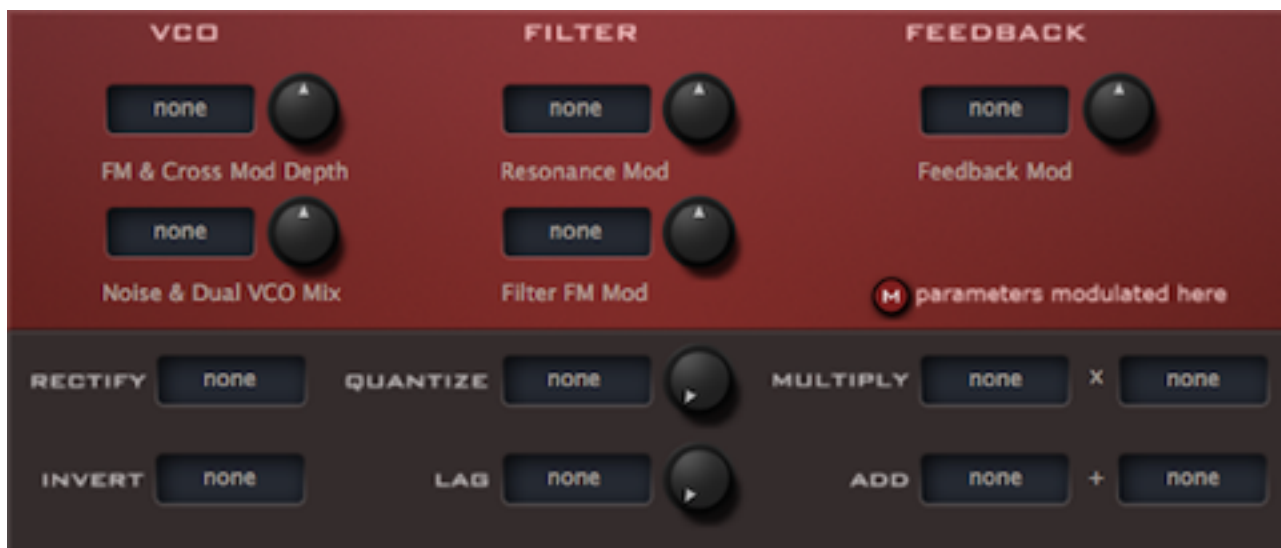 VCO FILTER FEEDBACK
none none none
FM & Cross Mod Depth Resonance Mod Feedback Mod
none none
Noise & Dual VCO Mix Filter FM Mod M parameters modulated here
RECTIFY none QUANTIZE none MULTIPLY none x none
INVERT none LAG none ADD none + none